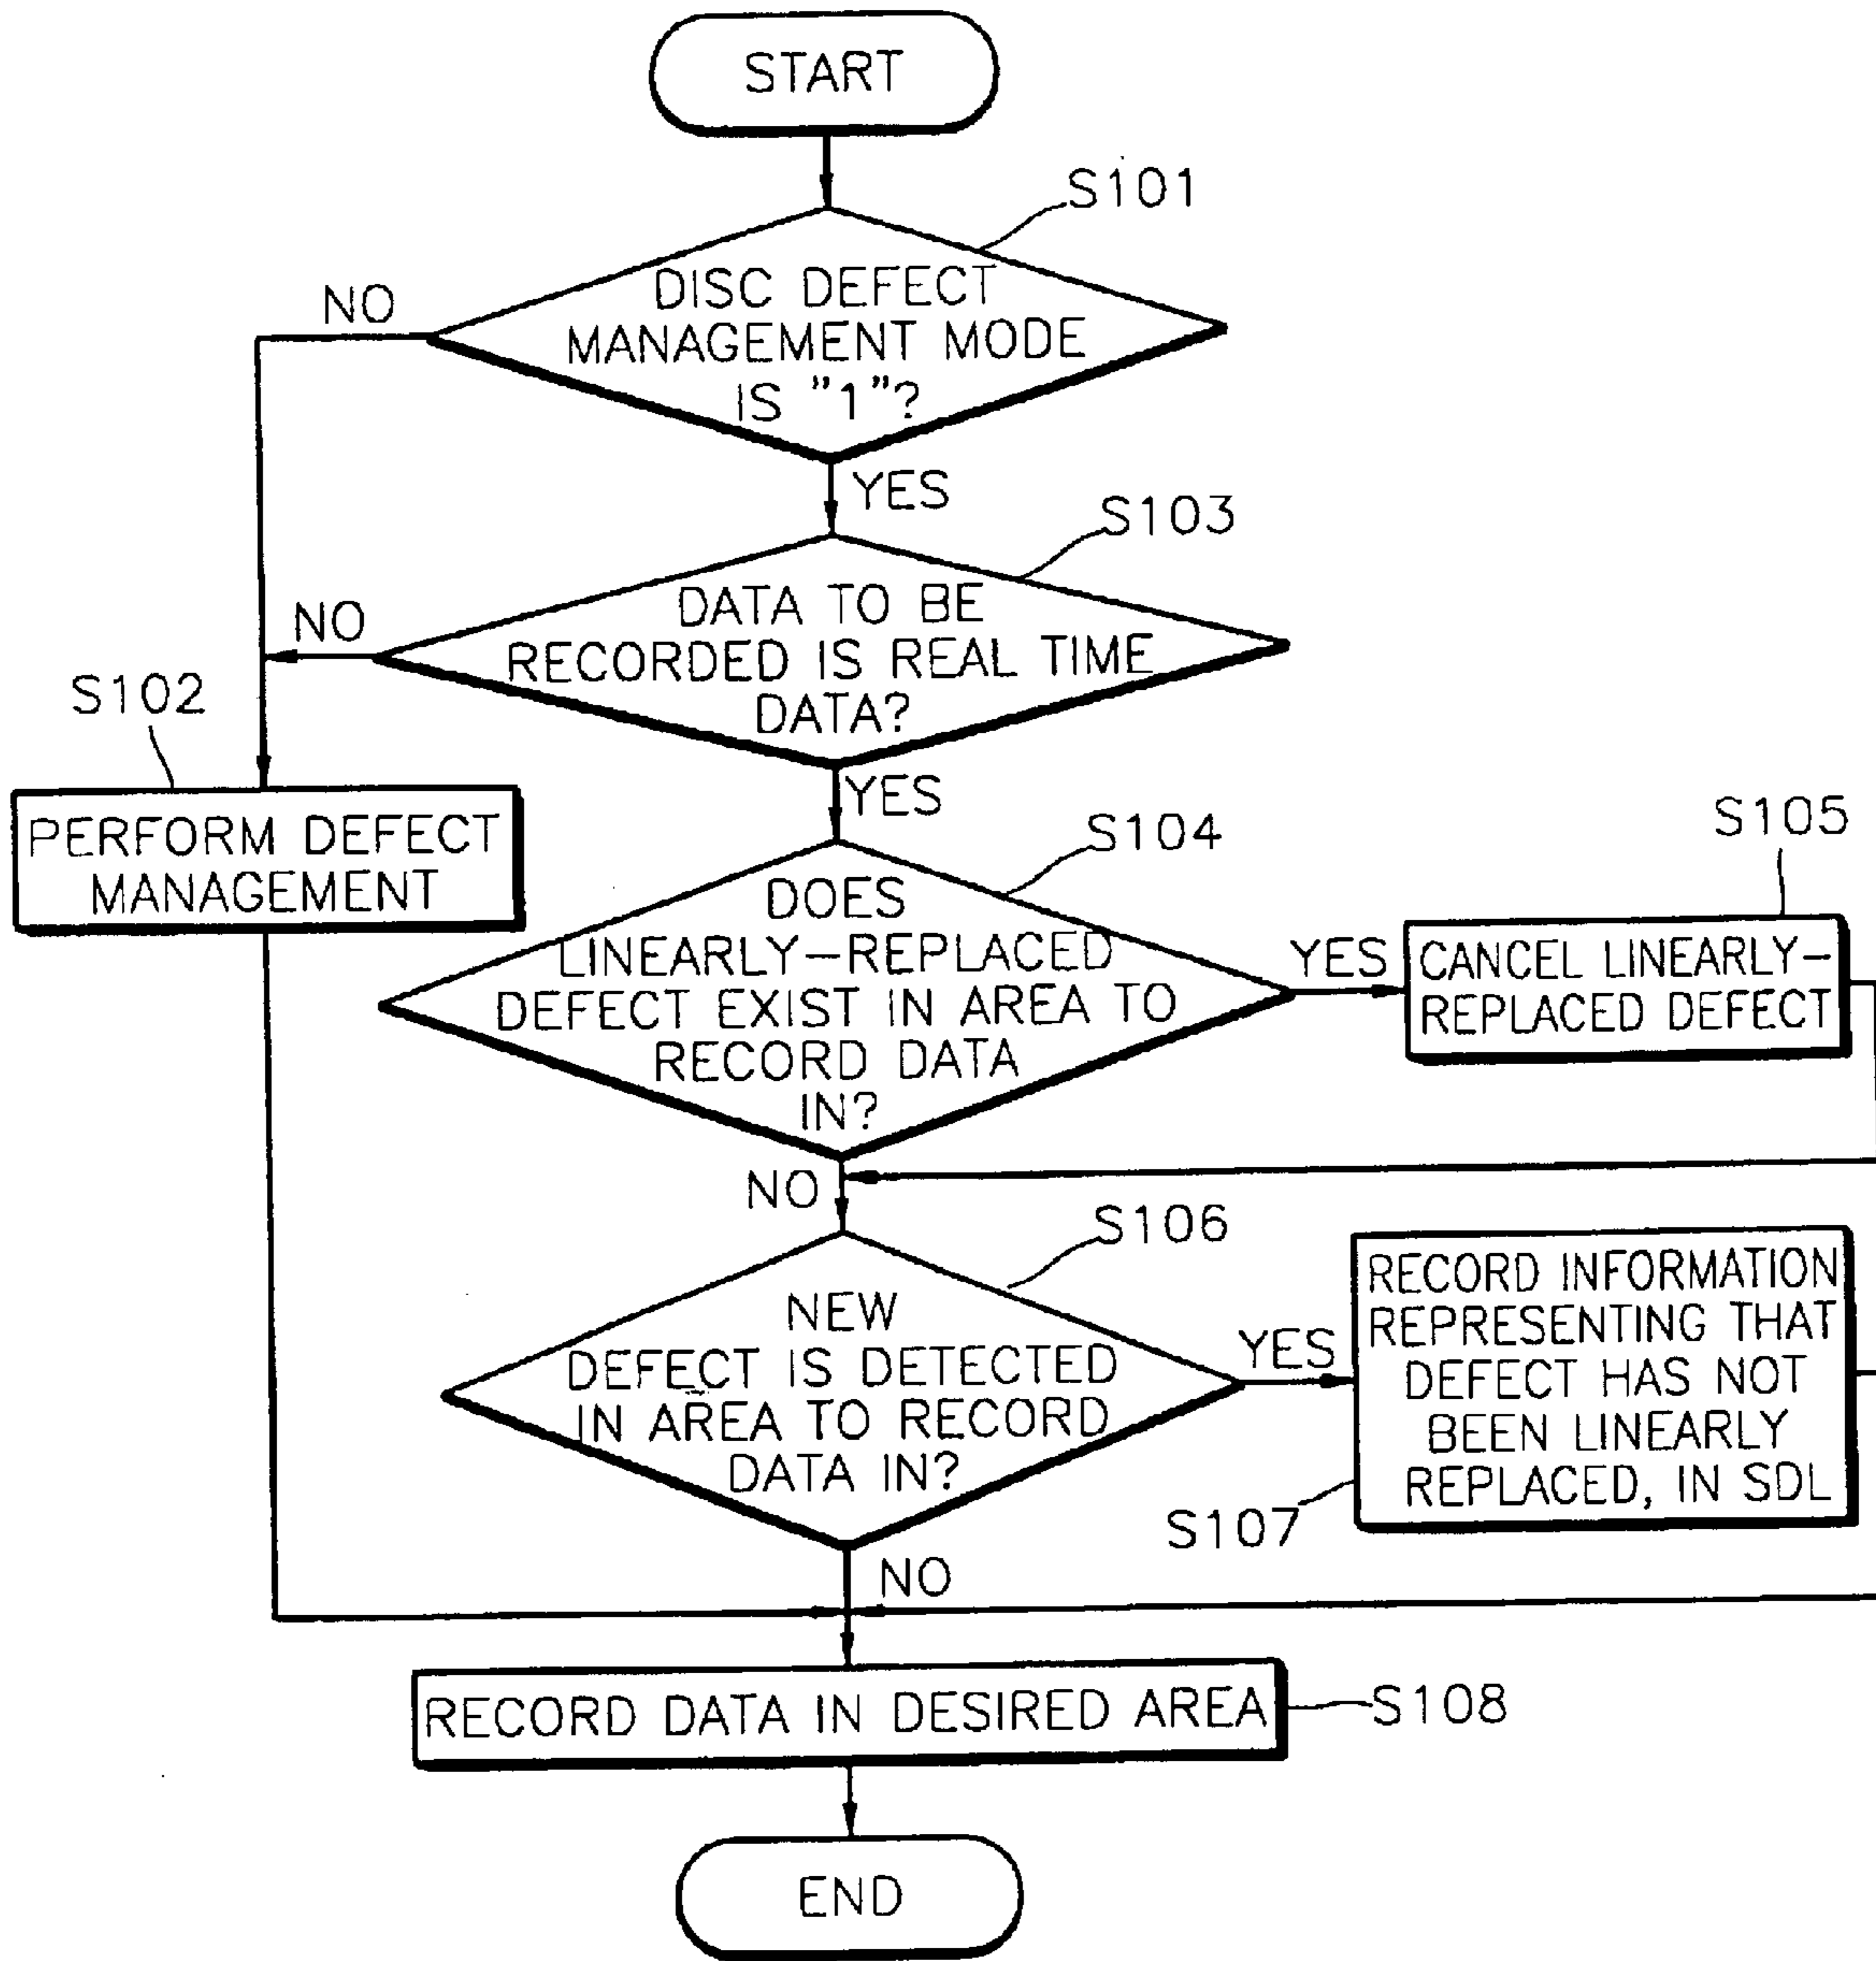 START
S101
DISC DEFECT
MANAGEMENT MODE
IS "1"?
NO
YES
S103
DATA TO BE
RECORDED IS REAL TIME
DATA?
NO
S102
YES
PERFORM DEFECT
MANAGEMENT
S104
S105
DOES
LINEARLY-REPLACED
DEFECT EXIST IN AREA TO
RECORD DATA
IN?
YES
CANCEL LINEARLY-
REPLACED DEFECT
NO
S106
NEW
DEFECT IS DETECTED
IN AREA TO RECORD
DATA IN?
YES
RECORD INFORMATION
REPRESENTING THAT
DEFECT HAS NOT
BEEN LINEARLY
REPLACED, IN SDL
S107
NO
RECORD DATA IN DESIRED AREA
S108
END